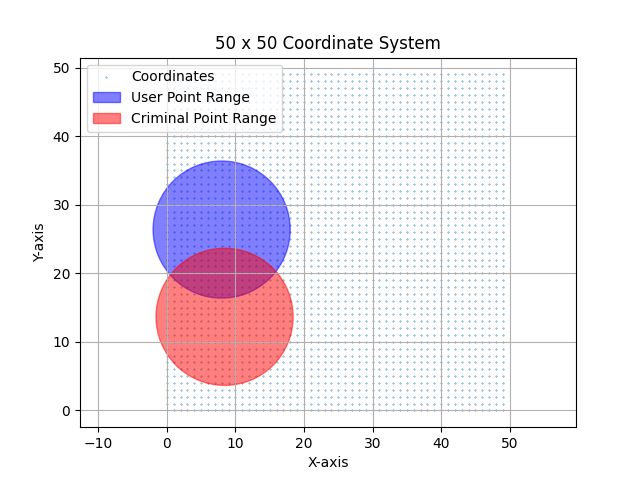 50 x 50 Coordinate System
Coordinates
User Point Range
Criminal Point Range
50
40
30
20
10
0
Y-axis
−10 0 10 20 30 40 50
X-axis